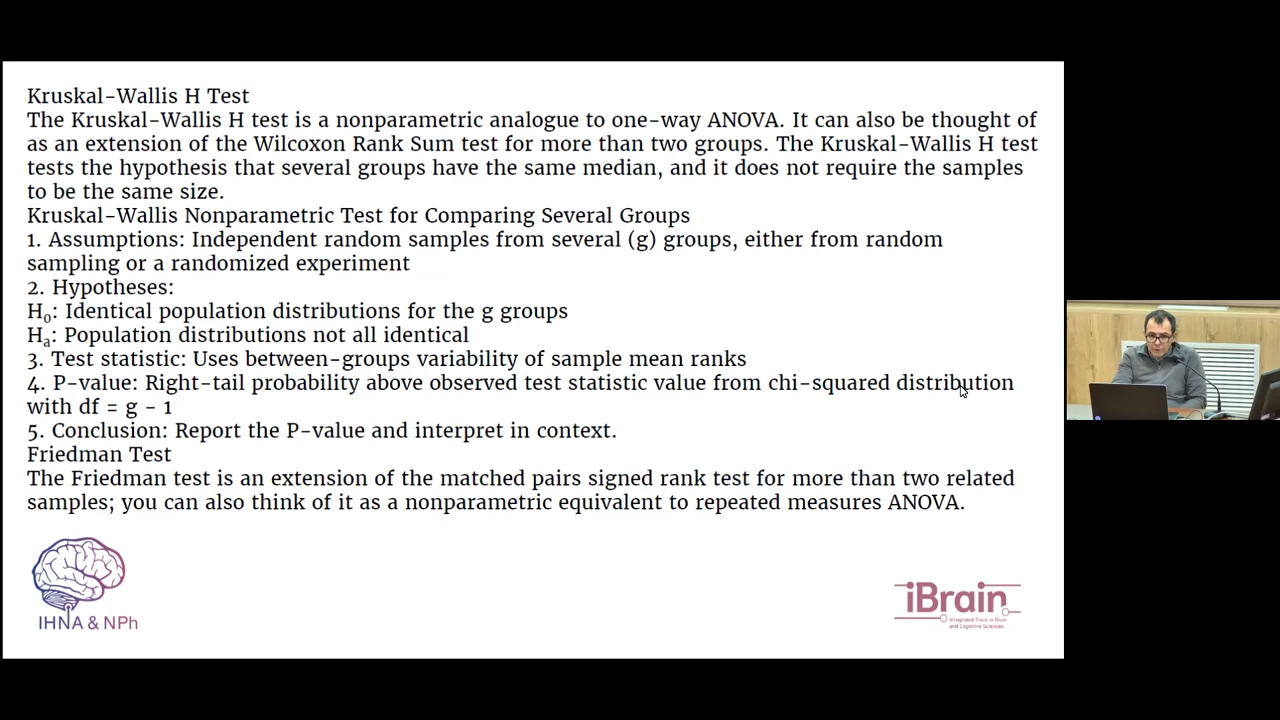 Kruskal-Wallis H Test
The Kruskal-Wallis H test is a nonparametric analogue to one-way ANOVA. It can also be thought of
as an extension of the Wilcoxon Rank Sum test for more than two groups. The Kruskal-Wallis H test
tests the hypothesis that several groups have the same median, and it does not require the samples
to be the same size.
Kruskal-Wallis Nonparametric Test for Comparing Several Groups
1. Assumptions: Independent random samples from several (g) groups, either from random
sampling or a randomized experiment
2. Hypotheses:
H₀: Identical population distributions for the g groups
Hₐ: Population distributions not all identical
3. Test statistic: Uses between-groups variability of sample mean ranks
4. P-value: Right-tail probability above observed test statistic value from chi-squared distribution
with df = g - 1
5. Conclusion: Report the P-value and interpret in context.
Friedman Test
The Friedman test is an extension of the matched pairs signed rank test for more than two related
samples; you can also think of it as a nonparametric equivalent to repeated measures ANOVA.
IHNA & NPh
iBrain
Integrated Track in Brain
and Cognitive Sciences